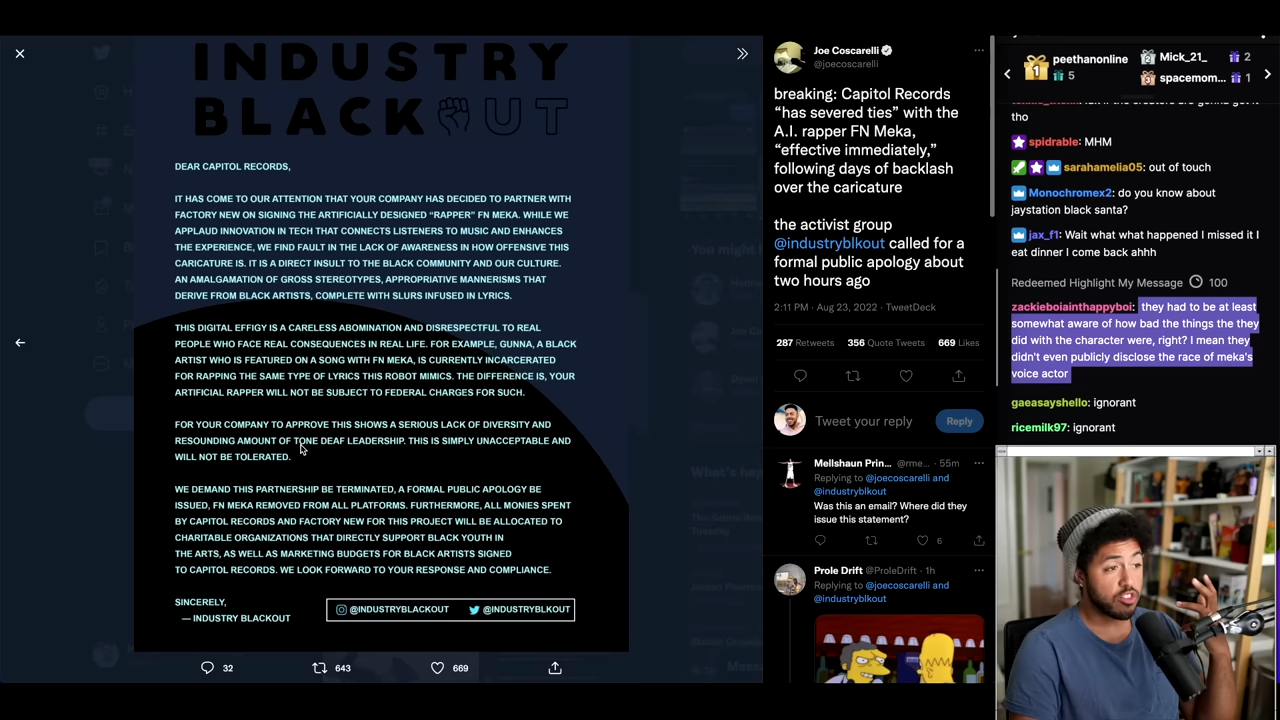 INDUSTRY
BLACKOUT
DEAR CAPITOL RECORDS,
IT HAS COME TO OUR ATTENTION THAT YOUR COMPANY HAS DECIDED TO PARTNER WITH
FACTORY NEW ON SIGNING THE ARTIFICIALLY DESIGNED “RAPPER” FN MEKA. WHILE WE
APPLAUD INNOVATION IN TECH THAT CONNECTS LISTENERS TO MUSIC AND ENHANCES
THE EXPERIENCE, WE FIND FAULT IN THE LACK OF AWARENESS IN HOW OFFENSIVE THIS
CARICATURE IS. IT IS A DIRECT INSULT TO THE BLACK COMMUNITY AND OUR CULTURE.
AN AMALGAMATION OF GROSS STEREOTYPES, APPROPRIATIVE MANNERISMS THAT
DERIVE FROM BLACK ARTISTS, COMPLETE WITH SLURS INFUSED IN LYRICS.
THIS DIGITAL EFFIGY IS A CARELESS ABOMINATION AND DISRESPECTFUL TO REAL
PEOPLE WHO FACE REAL CONSEQUENCES IN REAL LIFE. FOR EXAMPLE, GUNNA, A BLACK
ARTIST WHO IS FEATURED ON A SONG WITH FN MEKA, IS CURRENTLY INCARCERATED
FOR RAPPING THE SAME TYPE OF LYRICS THIS ROBOT MIMICS. THE DIFFERENCE IS, YOUR
ARTIFICIAL RAPPER WILL NOT BE SUBJECT TO FEDERAL CHARGES FOR SUCH.
FOR YOUR COMPANY TO APPROVE THIS SHOWS A SERIOUS LACK OF DIVERSITY AND
RESOUNDING AMOUNT OF TONE DEAF LEADERSHIP. THIS IS SIMPLY UNACCEPTABLE AND
WILL NOT BE TOLERATED.
WE DEMAND THIS PARTNERSHIP BE TERMINATED, A FORMAL PUBLIC APOLOGY BE
ISSUED, FN MEKA REMOVED FROM ALL PLATFORMS. FURTHERMORE, ALL MONIES SPENT
BY CAPITOL RECORDS AND FACTORY NEW FOR THIS PROJECT WILL BE ALLOCATED TO
CHARITABLE ORGANIZATIONS THAT DIRECTLY SUPPORT BLACK YOUTH IN
THE ARTS, AS WELL AS MARKETING BUDGETS FOR BLACK ARTISTS SIGNED
TO CAPITOL RECORDS. WE LOOK FORWARD TO YOUR RESPONSE AND COMPLIANCE.
SINCERELY,
— INDUSTRY BLACKOUT
@INDUSTRYBLACKOUT @INDUSTRYBLKOUT
32 643 669
Joe Coscarelli
@joecoscarelli
breaking: Capitol Records
“has severed ties” with the
A.I. rapper FN Meka,
“effective immediately,”
following days of backlash
over the caricature
the activist group
@industryblkout called for a
formal public apology about
two hours ago
2:11 PM · Aug 23, 2022 · TweetDeck
287 Retweets 356 Quote Tweets 669 Likes
Tweet your reply
Reply
Mellshaun Prin... @rme... · 55m
Replying to @joecoscarelli and
@industryblkout
Was this an email? Where did they
issue this statement?
6
Prole Drift @ProleDrift · 1h
Replying to @joecoscarelli and
@industryblkout
1 peethanonline
5
2 Mick_21_ 2
3 spacemom... 1
tho
spidrable: MHM
sarahamelia05: out of touch
Monochromex2: do you know about
jaystation black santa?
jax_f1: Wait what what happened I missed it I
eat dinner I come back ahhh
Redeemed Highlight My Message 100
zackieboiainthappyboi: they had to be at least
somewhat aware of how bad the things the they
did with the character were, right? I mean they
didn't even publicly disclose the race of meka's
voice actor
gaeasayshello: ignorant
ricemilk97: ignorant